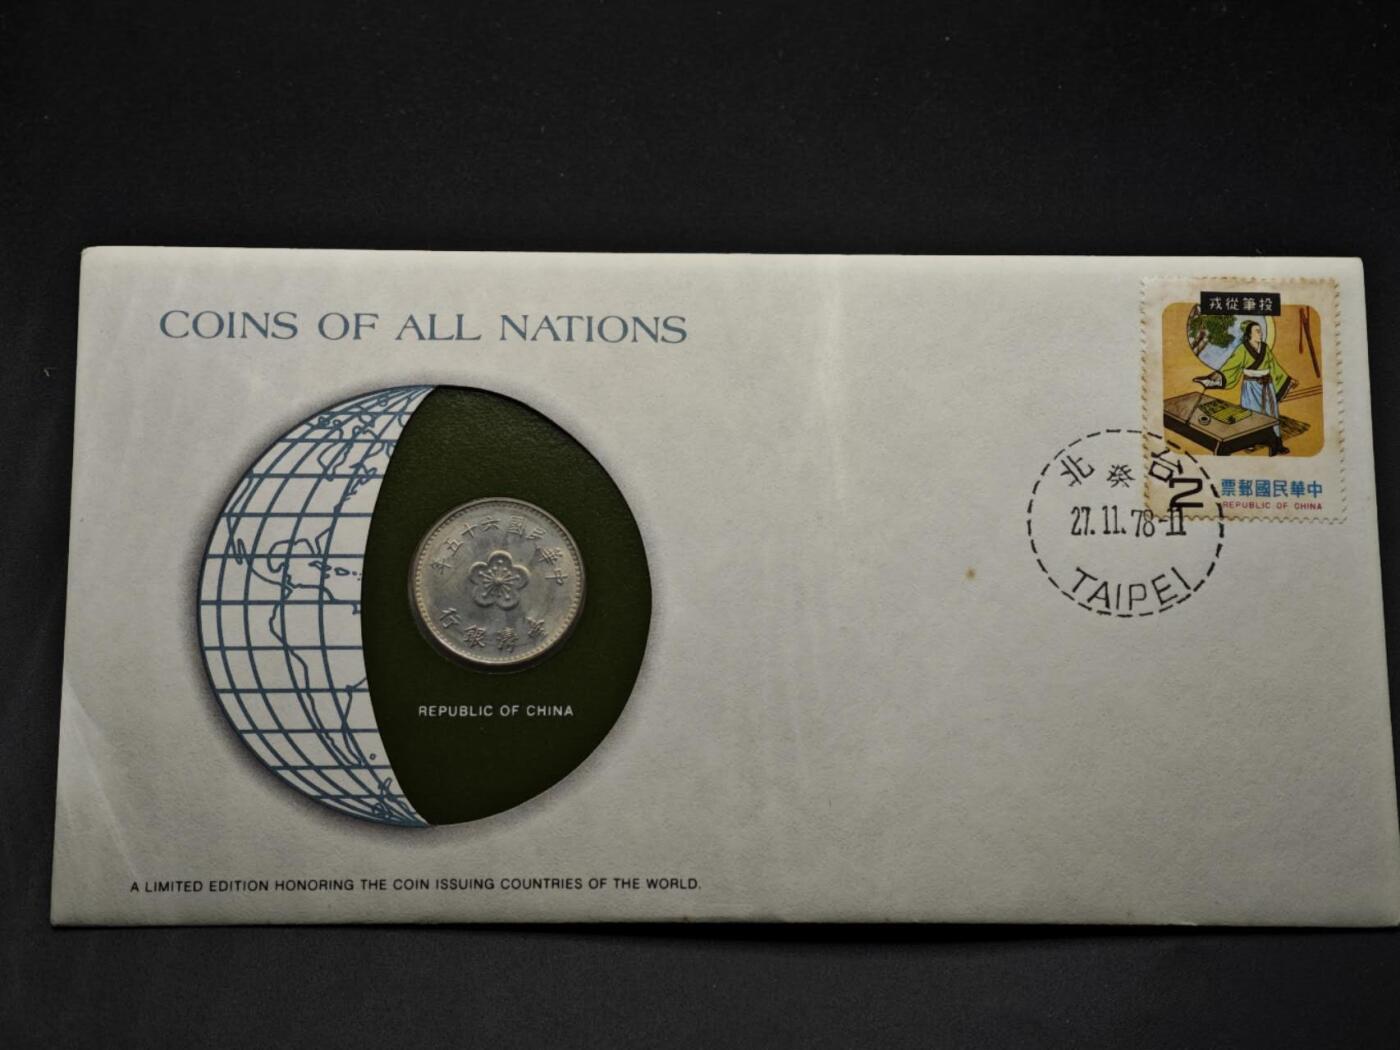 COINS OF ALL NATIONS
中華民國六十五年
臺灣銀行
REPUBLIC OF CHINA
A LIMITED EDITION HONORING THE COIN ISSUING COUNTRIES OF THE WORLD.
投筆從戎
2
中華民國郵票
REPUBLIC OF CHINA
台北
27.11.78-11
TAIPEI